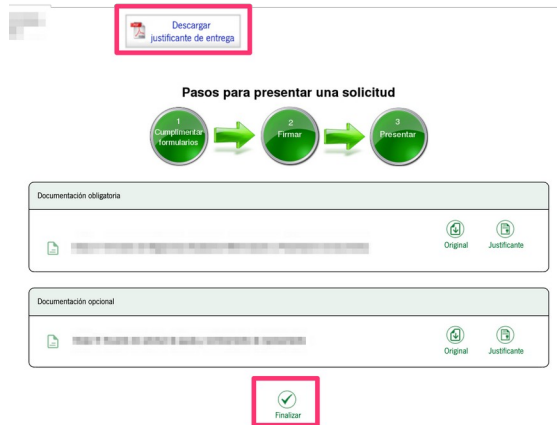 Descargar
justificante de entrega
Pasos para presentar una solicitud
1
Cumplimentar
formularios
2
Firmar
3
Presentar
Documentación obligatoria
Original
Justificante
Documentación opcional
Original
Justificante
Finalizar